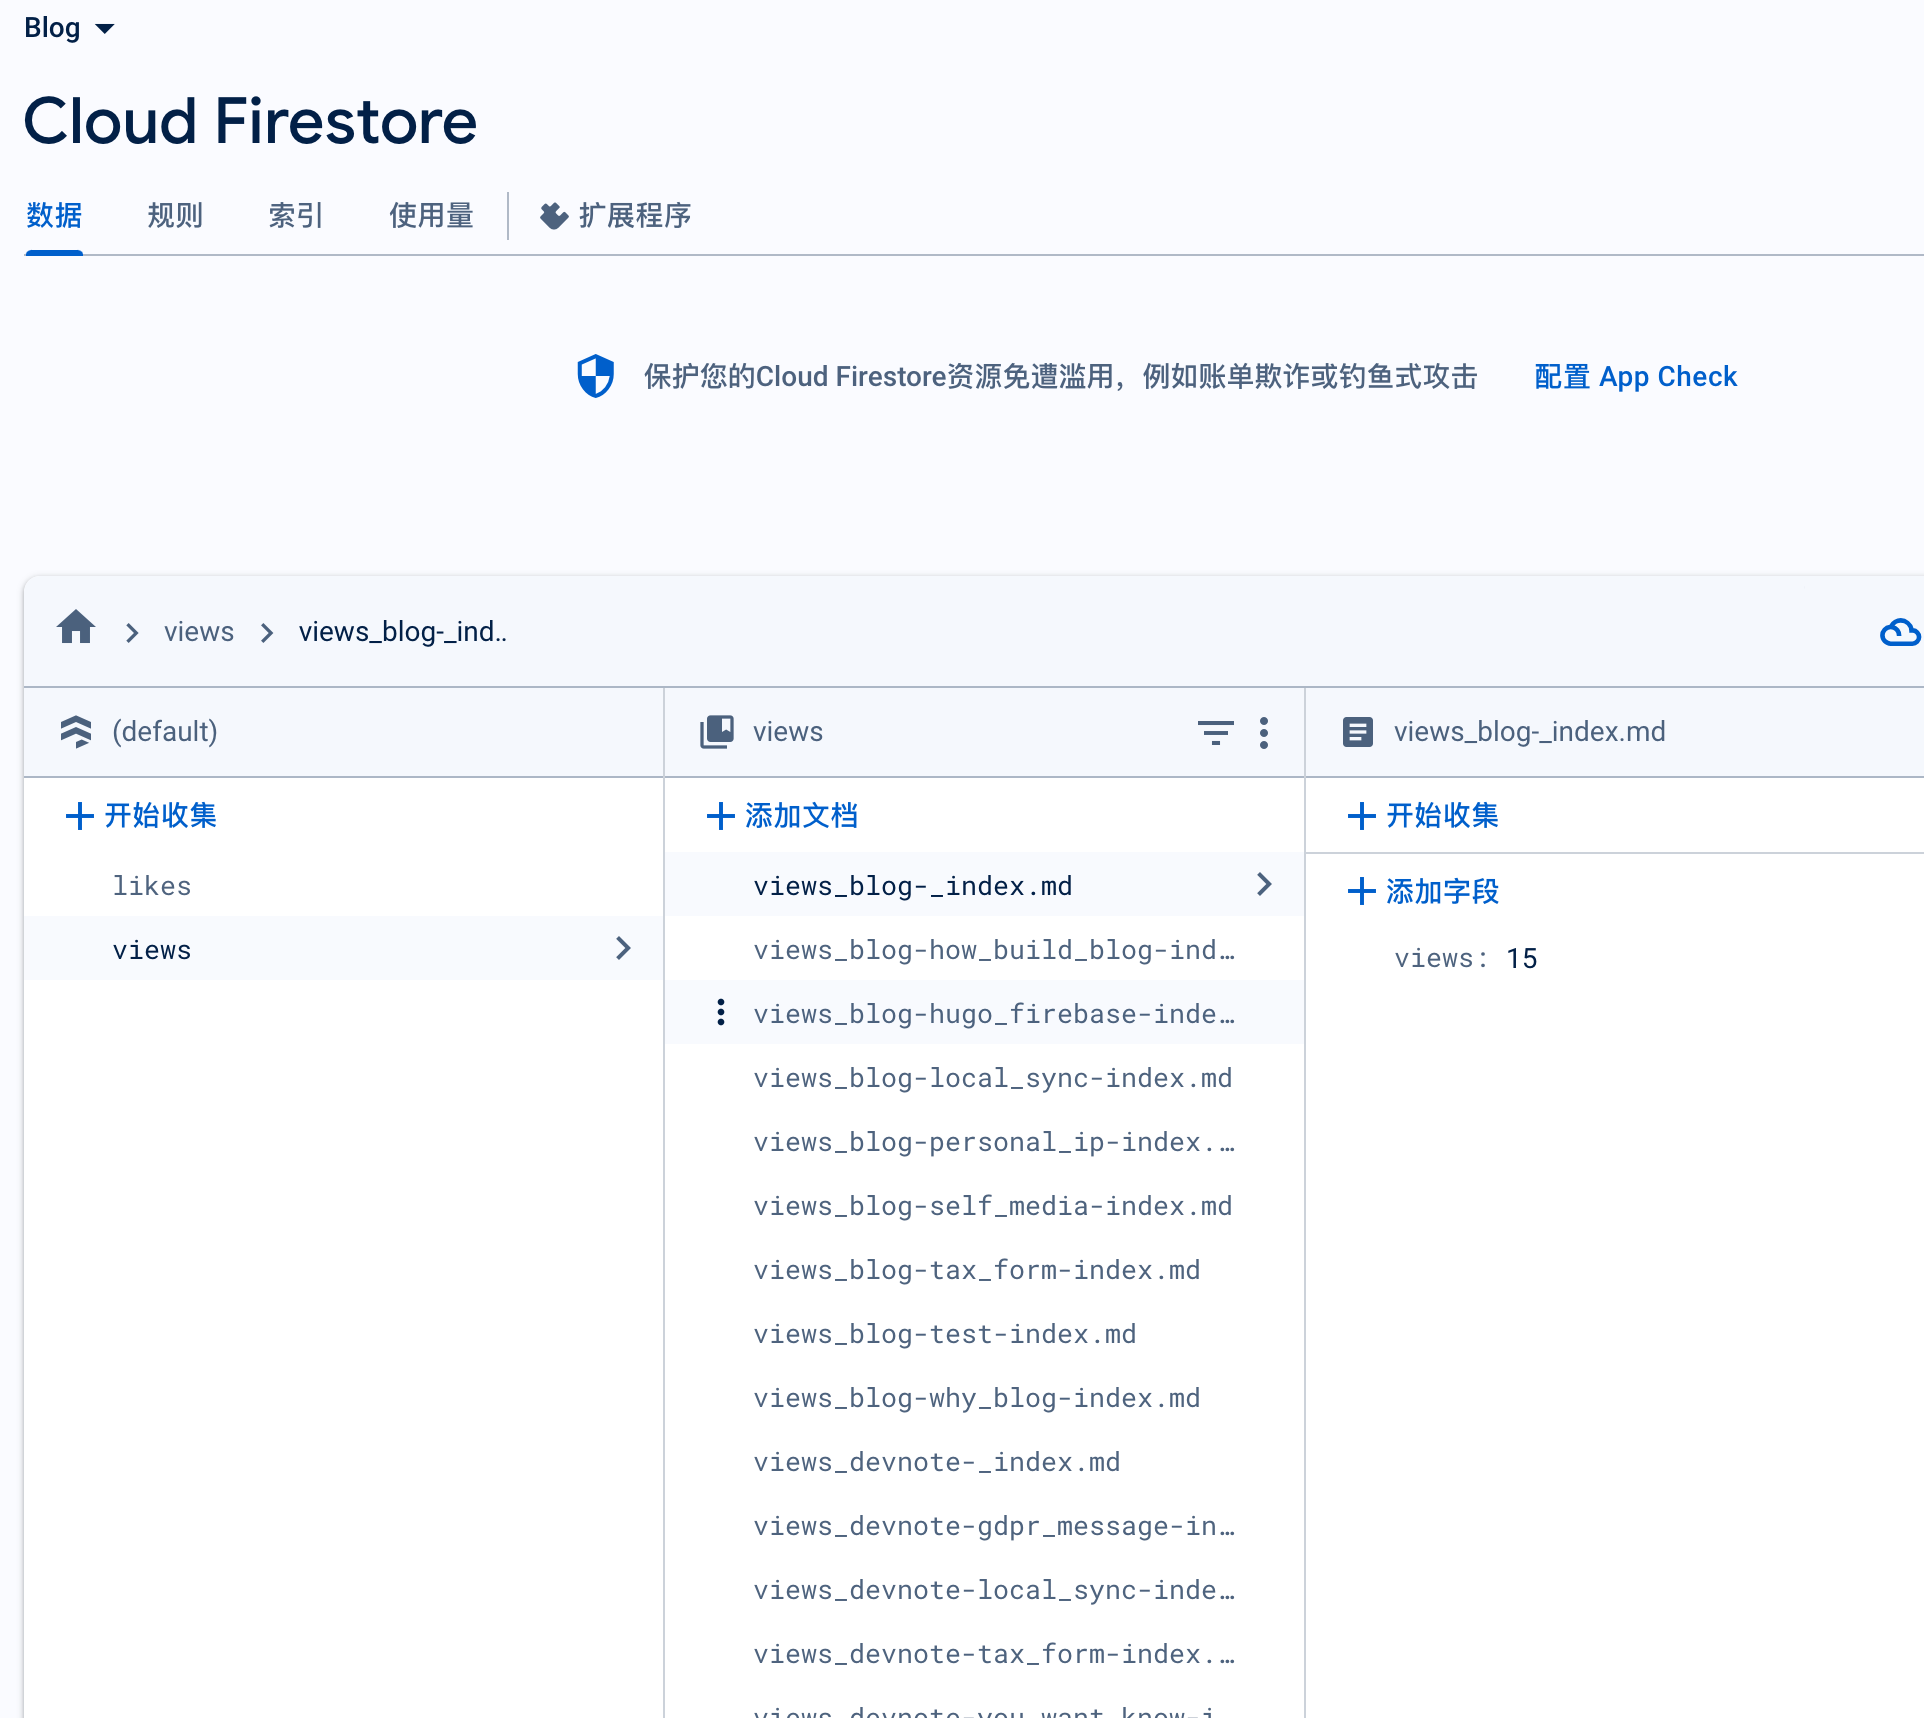 Blog
Cloud Firestore
数据 规则 索引 使用量 扩展程序
保护您的Cloud Firestore资源免遭滥用，例如账单欺诈或钓鱼式攻击 配置 App Check
views views_blog-_ind..
(default)
开始收集
likes
views
views
添加文档
views_blog-_index.md
views_blog-how_build_blog-ind…
views_blog-hugo_firebase-inde…
views_blog-local_sync-index.md
views_blog-personal_ip-index.…
views_blog-self_media-index.md
views_blog-tax_form-index.md
views_blog-test-index.md
views_blog-why_blog-index.md
views_devnote-_index.md
views_devnote-gdpr_message-in…
views_devnote-local_sync-inde…
views_devnote-tax_form-index.…
views_devnote-you_want_know-i
views_blog-_index.md
开始收集
添加字段
views: 15